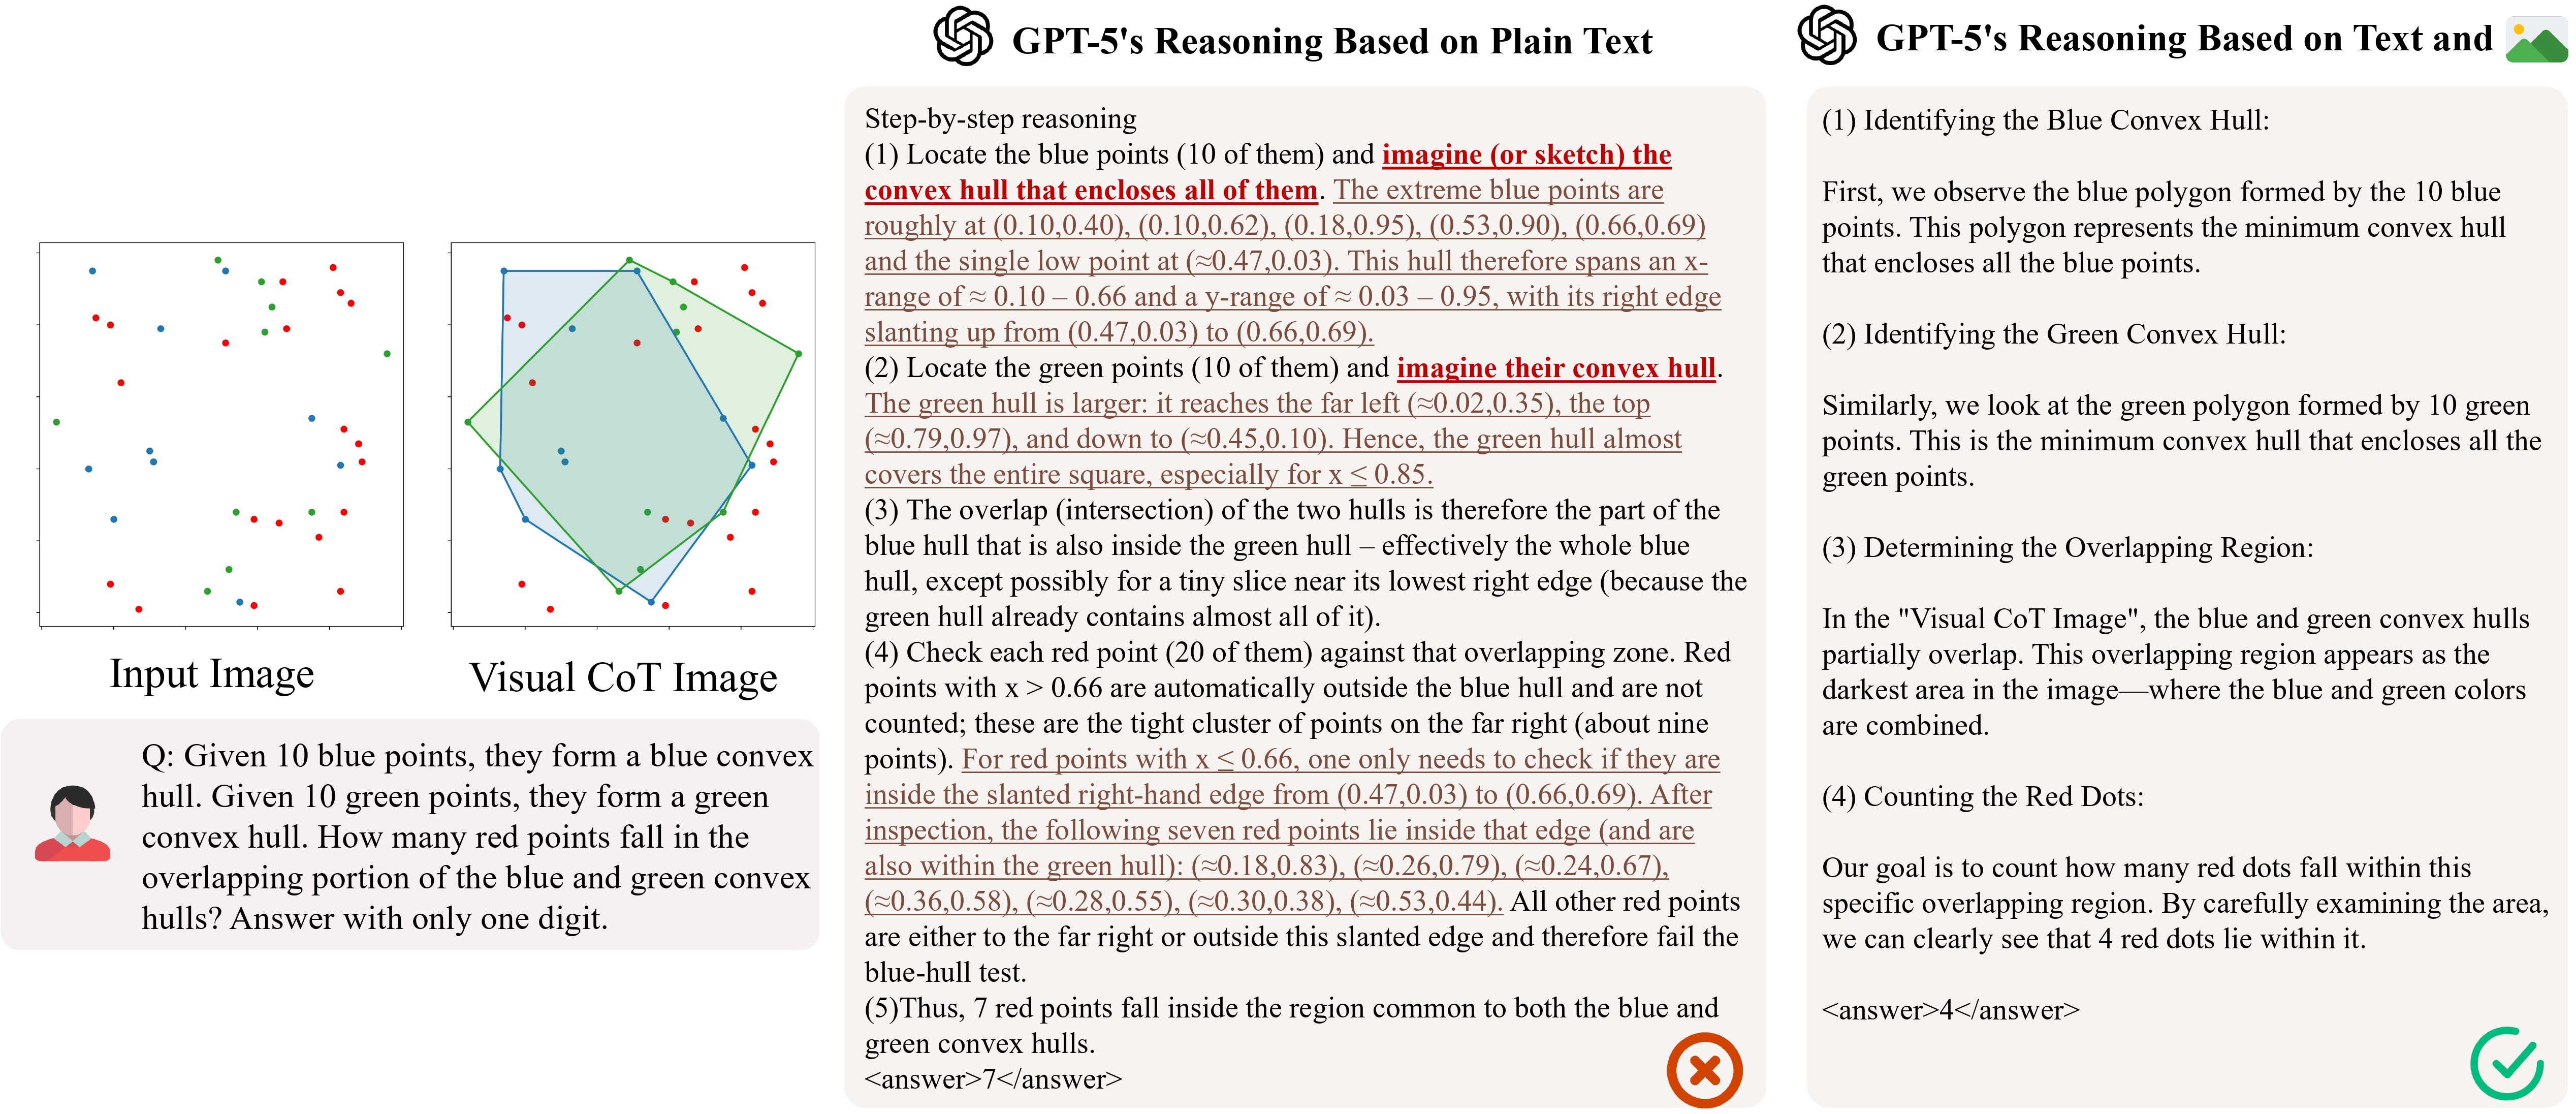 GPT-5's Reasoning Based on Plain Text
GPT-5's Reasoning Based on Text and
Input Image
Visual CoT Image
Q: Given 10 blue points, they form a blue convex
hull. Given 10 green points, they form a green
convex hull. How many red points fall in the
overlapping portion of the blue and green convex
hulls? Answer with only one digit.
Step-by-step reasoning
(1) Locate the blue points (10 of them) and imagine (or sketch) the
convex hull that encloses all of them. The extreme blue points are
roughly at (0.10,0.40), (0.10,0.62), (0.18,0.95), (0.53,0.90), (0.66,0.69)
and the single low point at (≈0.47,0.03). This hull therefore spans an x-
range of ≈ 0.10 – 0.66 and a y-range of ≈ 0.03 – 0.95, with its right edge
slanting up from (0.47,0.03) to (0.66,0.69).
(2) Locate the green points (10 of them) and imagine their convex hull.
The green hull is larger: it reaches the far left (≈0.02,0.35), the top
(≈0.79,0.97), and down to (≈0.45,0.10). Hence, the green hull almost
covers the entire square, especially for x ≤ 0.85.
(3) The overlap (intersection) of the two hulls is therefore the part of the
blue hull that is also inside the green hull – effectively the whole blue
hull, except possibly for a tiny slice near its lowest right edge (because the
green hull already contains almost all of it).
(4) Check each red point (20 of them) against that overlapping zone. Red
points with x > 0.66 are automatically outside the blue hull and are not
counted; these are the tight cluster of points on the far right (about nine
points). For red points with x ≤ 0.66, one only needs to check if they are
inside the slanted right-hand edge from (0.47,0.03) to (0.66,0.69). After
inspection, the following seven red points lie inside that edge (and are
also within the green hull): (≈0.18,0.83), (≈0.26,0.79), (≈0.24,0.67),
(≈0.36,0.58), (≈0.28,0.55), (≈0.30,0.38), (≈0.53,0.44). All other red points
are either to the far right or outside this slanted edge and therefore fail the
blue-hull test.
(5)Thus, 7 red points fall inside the region common to both the blue and
green convex hulls.
<answer>7</answer>
(1) Identifying the Blue Convex Hull:
First, we observe the blue polygon formed by the 10 blue
points. This polygon represents the minimum convex hull
that encloses all the blue points.
(2) Identifying the Green Convex Hull:
Similarly, we look at the green polygon formed by 10 green
points. This is the minimum convex hull that encloses all the
green points.
(3) Determining the Overlapping Region:
In the "Visual CoT Image", the blue and green convex hulls
partially overlap. This overlapping region appears as the
darkest area in the image—where the blue and green colors
are combined.
(4) Counting the Red Dots:
Our goal is to count how many red dots fall within this
specific overlapping region. By carefully examining the area,
we can clearly see that 4 red dots lie within it.
<answer>4</answer>